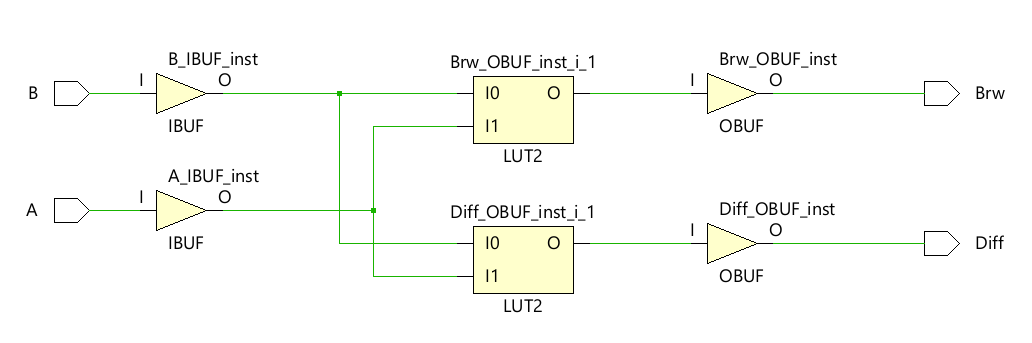 B_IBUF_inst
Brw_OBUF_inst_i_1
Brw_OBUF_inst
B
I
O
I0
O
I
O
Brw
IBUF
I1
OBUF
LUT2
A_IBUF_inst
A
I
O
IBUF
Diff_OBUF_inst_i_1
Diff_OBUF_inst
I0
O
I
O
Diff
I1
OBUF
LUT2